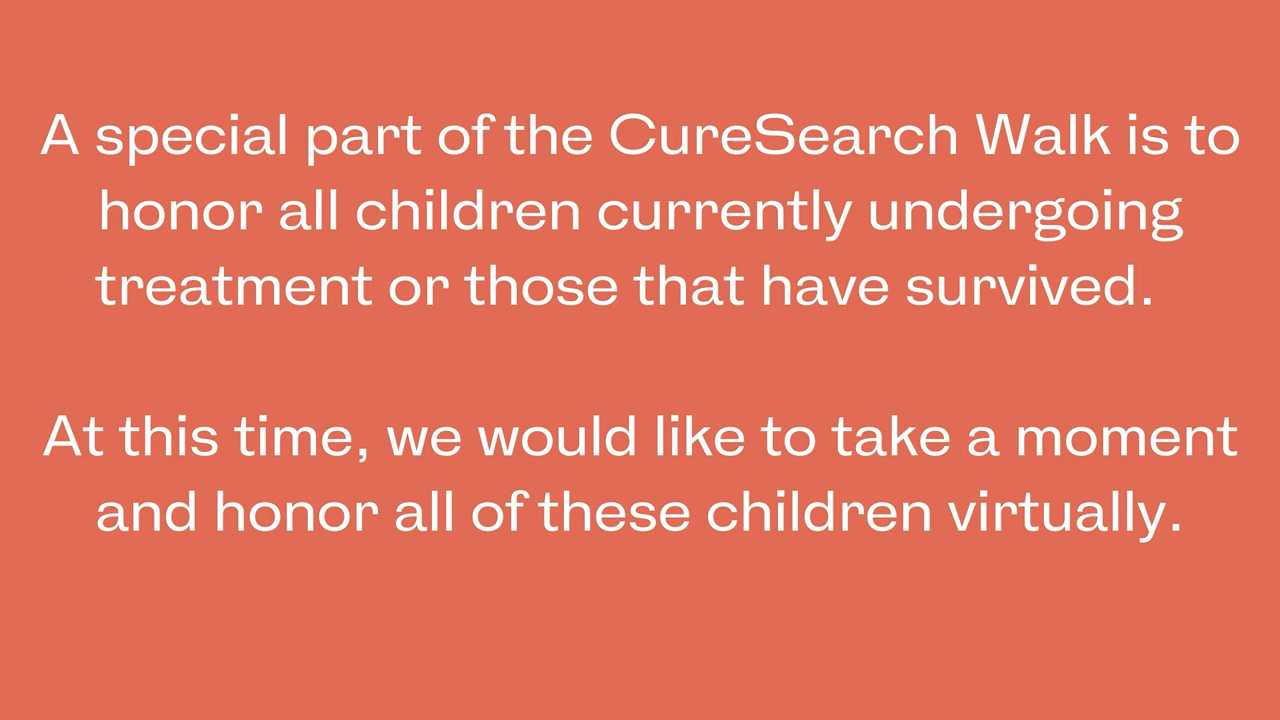 A special part of the CureSearch Walk is to
honor all children currently undergoing
treatment or those that have survived.
At this time, we would like to take a moment
and honor all of these children virtually.